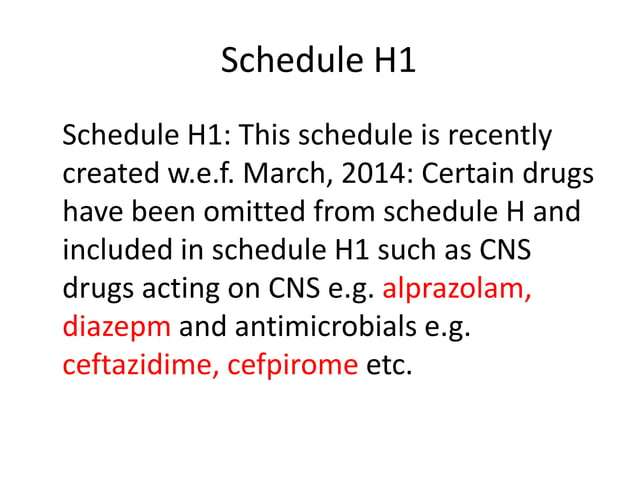 Schedule H1
Schedule H1: This schedule is recently
created w.e.f. March, 2014: Certain drugs
have been omitted from schedule H and
included in schedule H1 such as CNS
drugs acting on CNS e.g. alprazolam,
diazepm and antimicrobials e.g.
ceftazidime, cefpirome etc.